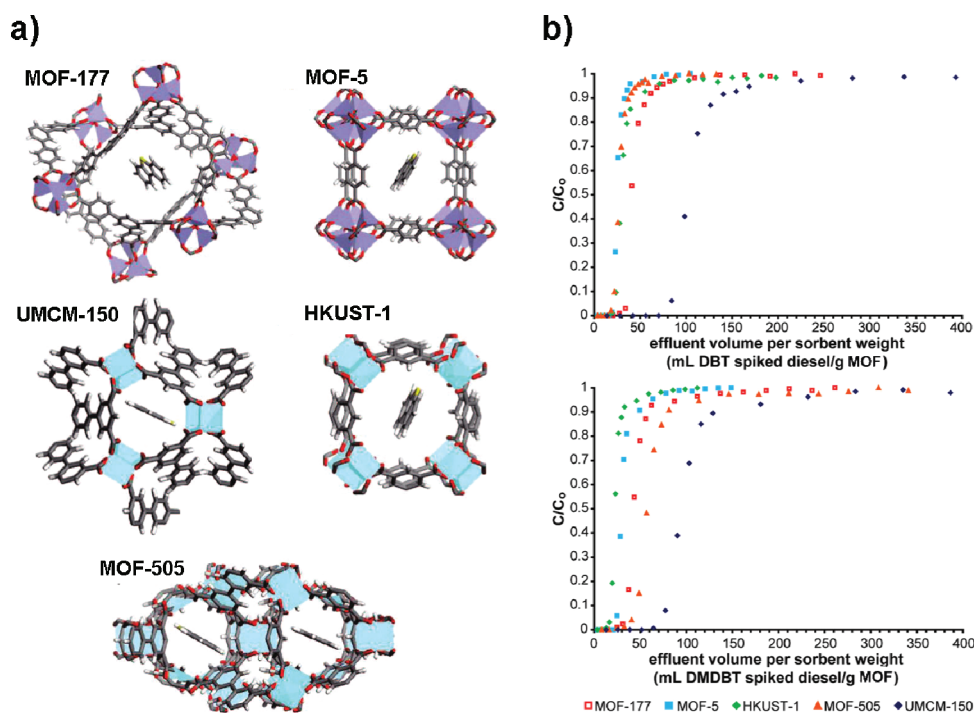 a)
MOF-177
MOF-5
UMCM-150
HKUST-1
MOF-505
b)
1
0.9
0.8
0.7
0.6
0.5
0.4
0.3
0.2
0.1
0
C/Co
0 50 100 150 200 250 300 350 400
effluent volume per sorbent weight
(mL DBT spiked diesel/g MOF)
1
0.9
0.8
0.7
0.6
0.5
0.4
0.3
0.2
0.1
0
C/Co
0 50 100 150 200 250 300 350 400
effluent volume per sorbent weight
(mL DMDBT spiked diesel/g MOF)
MOF-177 MOF-5 HKUST-1 MOF-505 UMCM-150